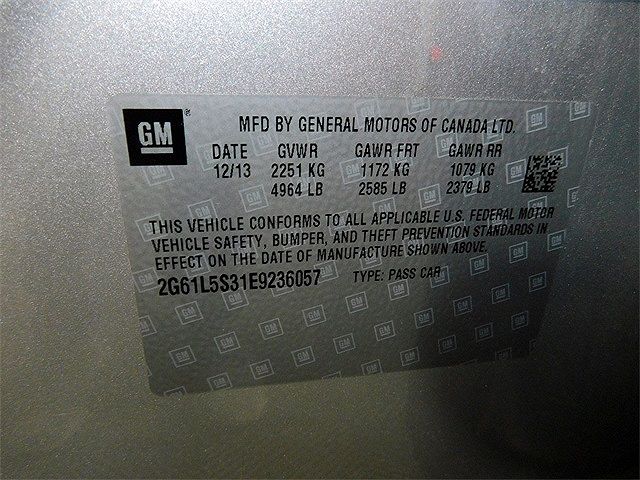 GM ® MFD BY GENERAL MOTORS OF CANADA LTD.
DATE GVWR GAWR FRT GAWR RR
12/13 2251 KG 1172 KG 1079 KG
4964 LB 2585 LB 2379 LB
THIS VEHICLE CONFORMS TO ALL APPLICABLE U.S. FEDERAL MOTOR
VEHICLE SAFETY, BUMPER, AND THEFT PREVENTION STANDARDS IN
EFFECT ON THE DATE OF MANUFACTURE SHOWN ABOVE.
2G61L5S31E9236057 TYPE: PASS CAR